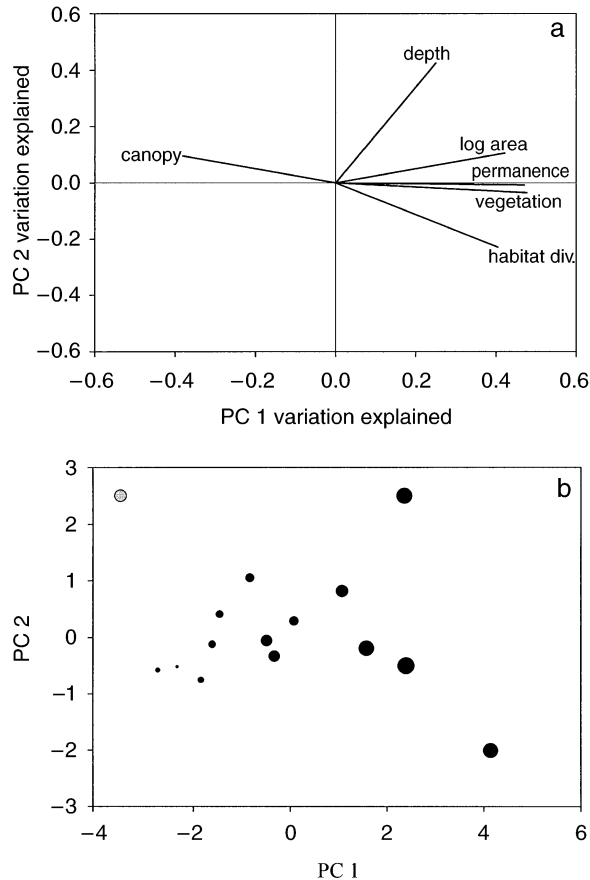 a
0.6
0.4
0.2
0.0
−0.2
−0.4
−0.6
PC 2 variation explained
depth
log area
canopy
permanence
vegetation
habitat div.
−0.6 −0.4 −0.2 0.0 0.2 0.4 0.6
PC 1 variation explained
b
3
2
1
0
−1
−2
−3
PC 2
−4 −2 0 2 4 6
PC 1